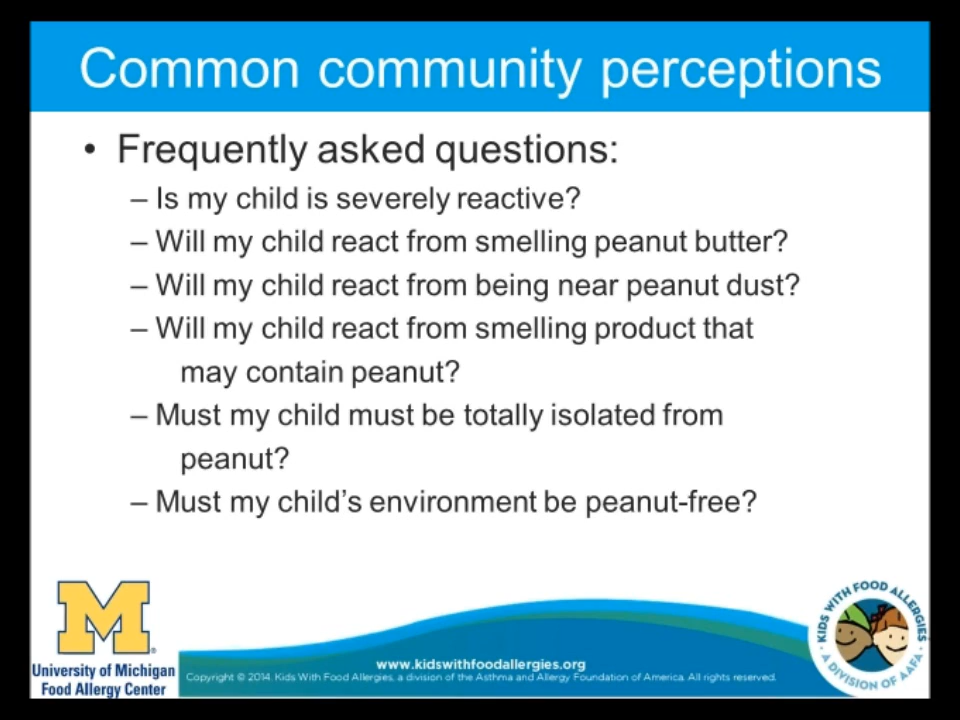 Common community perceptions
• Frequently asked questions:
– Is my child is severely reactive?
– Will my child react from smelling peanut butter?
– Will my child react from being near peanut dust?
– Will my child react from smelling product that
may contain peanut?
– Must my child must be totally isolated from
peanut?
– Must my child’s environment be peanut-free?
M
University of Michigan
Food Allergy Center
www.kidswithfoodallergies.org
Copyright © 2014. Kids With Food Allergies, a division of the Asthma and Allergy Foundation of America. All rights reserved.
· KIDS WITH FOOD ALLERGIES ·
A DIVISION OF AAFA